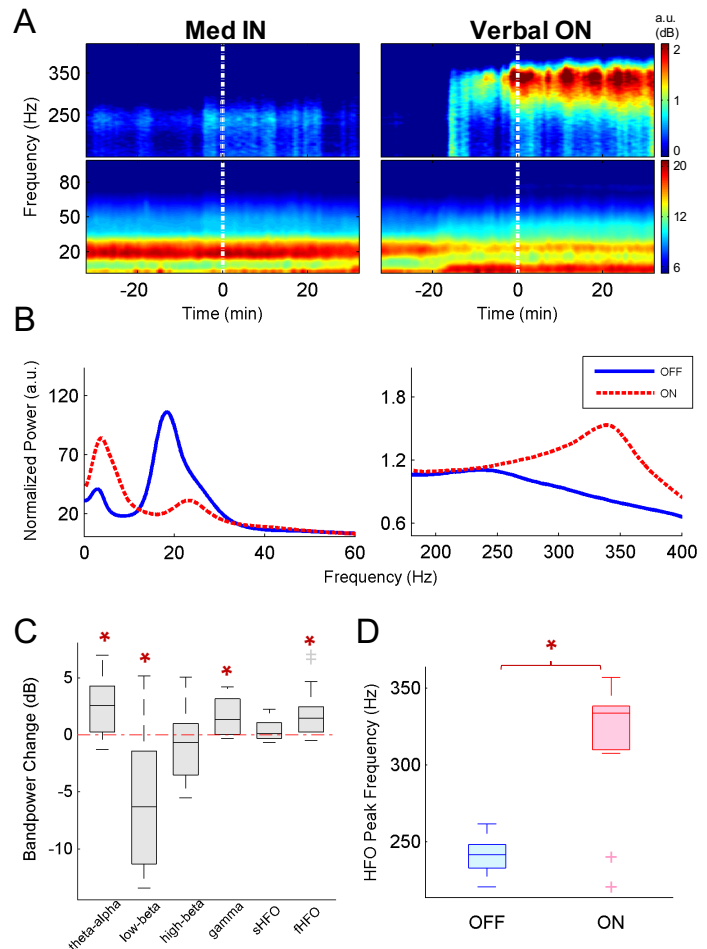 A
Med IN
Verbal ON
a.u.
(dB)
Frequency (Hz)
350
250
80
50
20
2
1
0
20
12
6
-20
0
20
-20
0
20
Time (min)
Time (min)
B
Normalized Power (a.u.)
120
70
20
0
20
40
60
1.8
1.2
0.6
200
250
300
350
400
OFF
ON
Frequency (Hz)
C
Bandpower Change (dB)
5
0
-5
-10
theta-alpha
low-beta
high-beta
gamma
sHFO
fHFO
D
HFO Peak Frequency (Hz)
350
300
250
OFF
ON